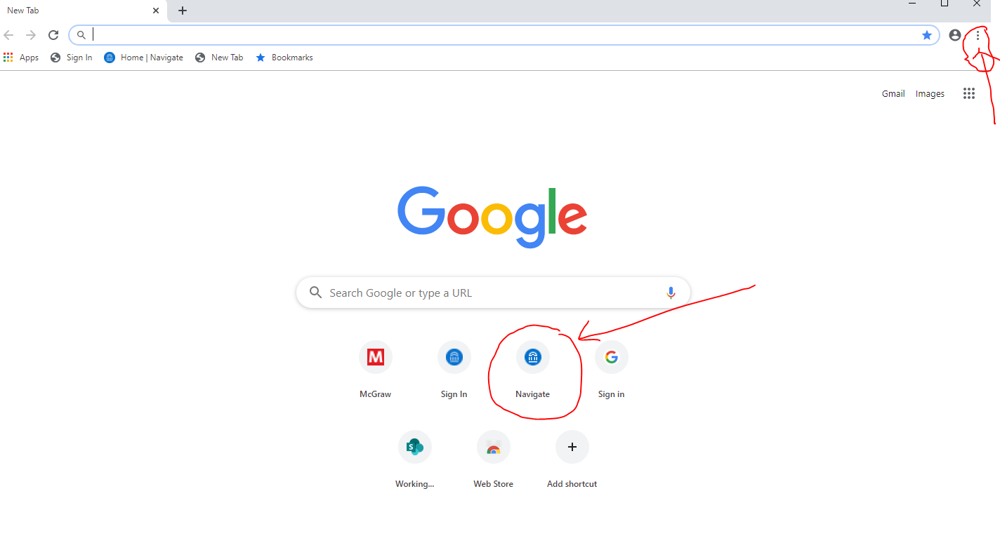 New Tab
Apps Sign In Home | Navigate New Tab Bookmarks
Gmail Images
Google
Search Google or type a URL
M
McGraw Sign In Navigate Sign in
S
Working... Web Store Add shortcut